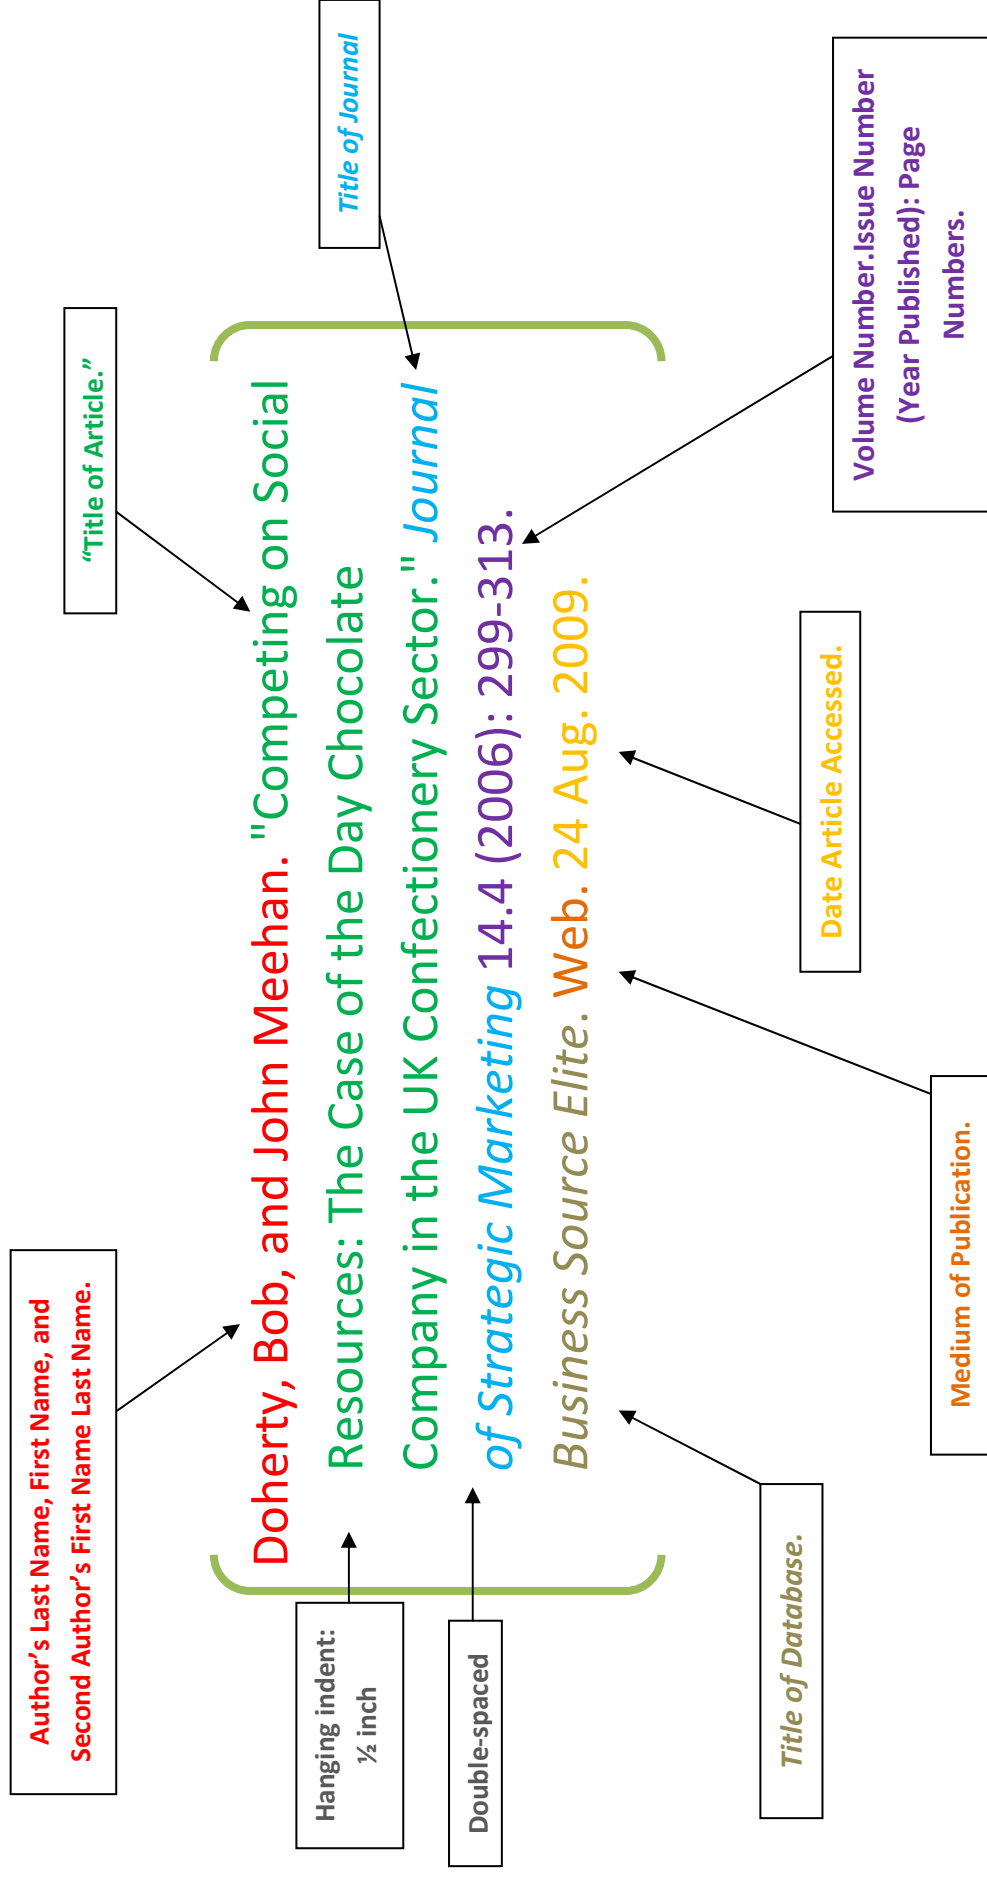 Author's Last Name, First Name, and
Second Author's First Name Last Name.
“Title of Article.”
Title of Journal
Hanging indent:
½ inch
Double-spaced
Doherty, Bob, and John Meehan. "Competing on Social
Resources: The Case of the Day Chocolate
Company in the UK Confectionery Sector." Journal
of Strategic Marketing 14.4 (2006): 299-313.
Business Source Elite. Web. 24 Aug. 2009.
Title of Database.
Medium of Publication.
Date Article Accessed.
Volume Number.Issue Number
(Year Published): Page
Numbers.